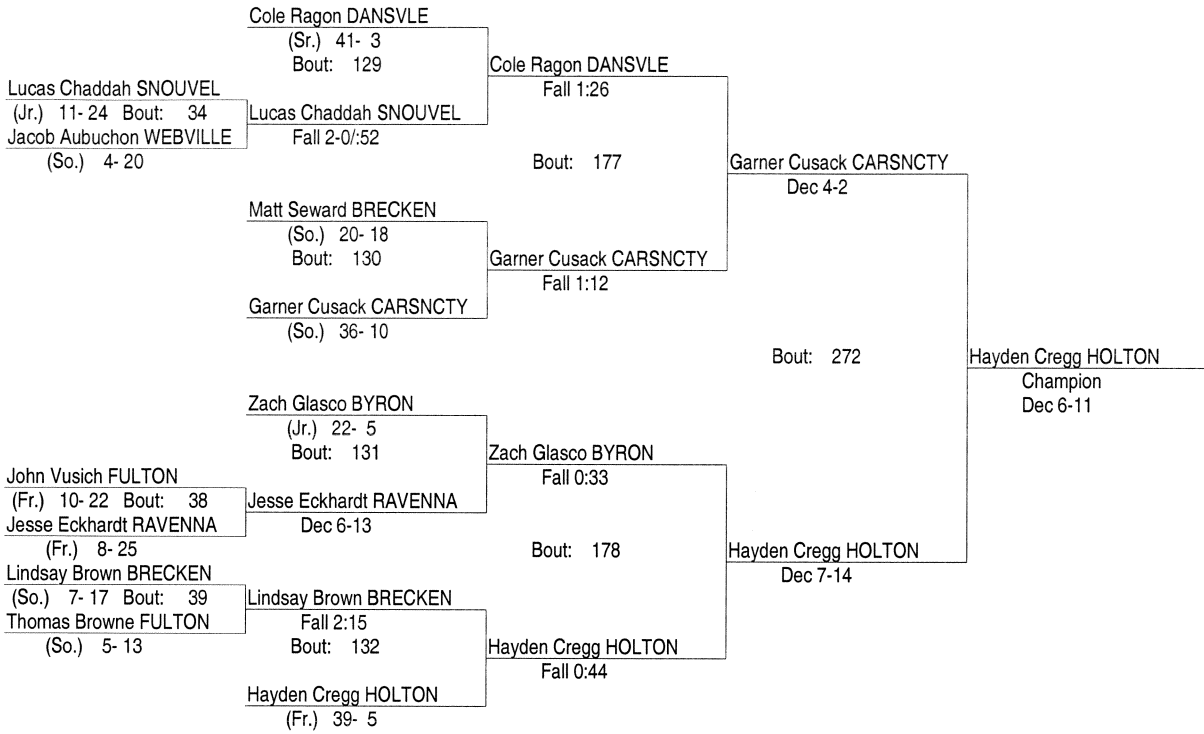 Cole Ragon DANSVLE
(Sr.) 41- 3
Bout: 129
Cole Ragon DANSVLE
Fall 1:26
Lucas Chaddah SNOUVEL
(Jr.) 11- 24 Bout: 34
Lucas Chaddah SNOUVEL
Jacob Aubuchon WEBVILLE
Fall 2-0/:52
(So.) 4- 20
Bout: 177
Garner Cusack CARSNCTY
Dec 4-2
Matt Seward BRECKEN
(So.) 20- 18
Bout: 130
Garner Cusack CARSNCTY
Fall 1:12
Garner Cusack CARSNCTY
(So.) 36- 10
Bout: 272
Hayden Cregg HOLTON
Champion
Dec 6-11
Zach Glasco BYRON
(Jr.) 22- 5
Bout: 131
Zach Glasco BYRON
Fall 0:33
John Vusich FULTON
(Fr.) 10- 22 Bout: 38
Jesse Eckhardt RAVENNA
Jesse Eckhardt RAVENNA
Dec 6-13
(Fr.) 8- 25
Bout: 178
Hayden Cregg HOLTON
Dec 7-14
Lindsay Brown BRECKEN
(So.) 7- 17 Bout: 39
Lindsay Brown BRECKEN
Thomas Browne FULTON
Fall 2:15
(So.) 5- 13
Bout: 132
Hayden Cregg HOLTON
Fall 0:44
Hayden Cregg HOLTON
(Fr.) 39- 5